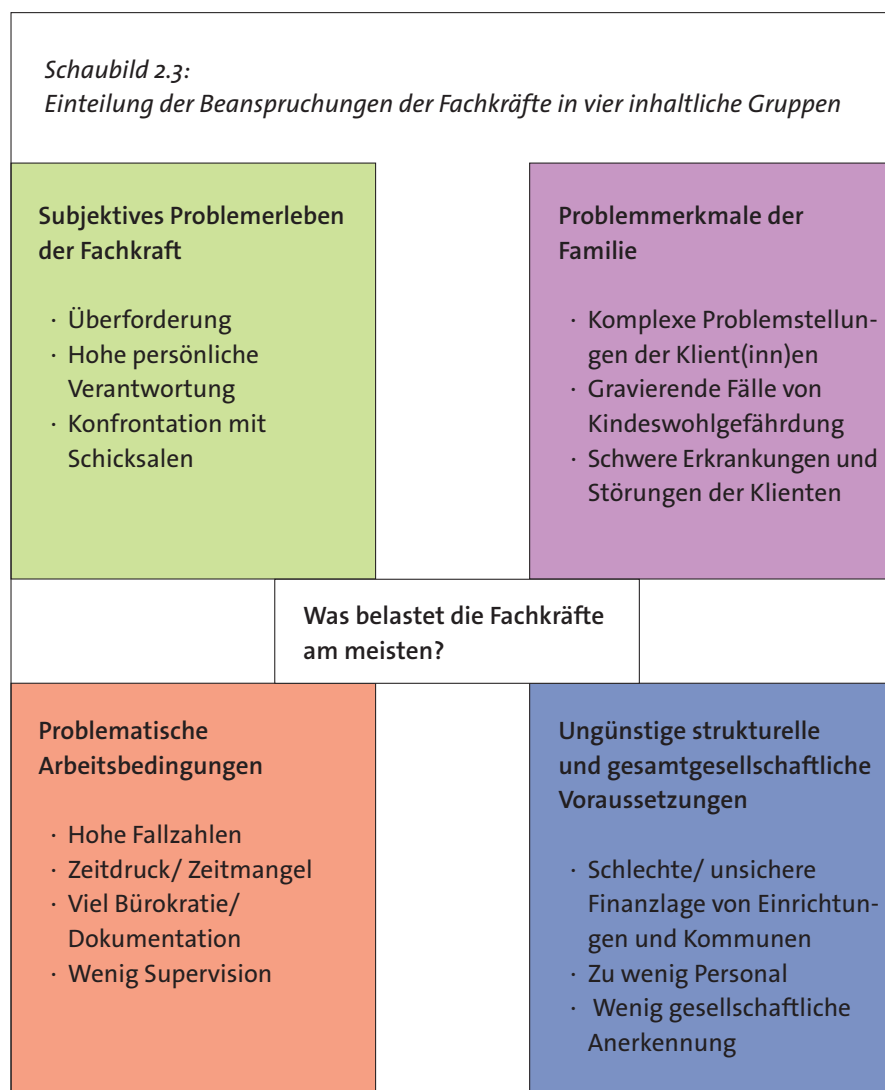 Schaubild 2.3:
Einteilung der Beanspruchungen der Fachkräfte in vier inhaltliche Gruppen
Subjektives Problemerleben
der Fachkraft
· Überforderung
· Hohe persönliche
Verantwortung
· Konfrontation mit
Schicksalen
Problemmerkmale der
Familie
· Komplexe Problemstellun-
gen der Klient(inn)en
· Gravierende Fälle von
Kindeswohlgefährdung
· Schwere Erkrankungen und
Störungen der Klienten
Was belastet die Fachkräfte
am meisten?
Problematische
Arbeitsbedingungen
· Hohe Fallzahlen
· Zeitdruck/ Zeitmangel
· Viel Bürokratie/
Dokumentation
· Wenig Supervision
Ungünstige strukturelle
und gesamtgesellschaftliche
Voraussetzungen
· Schlechte/ unsichere
Finanzlage von Einrichtun-
gen und Kommunen
· Zu wenig Personal
· Wenig gesellschaftliche
Anerkennung